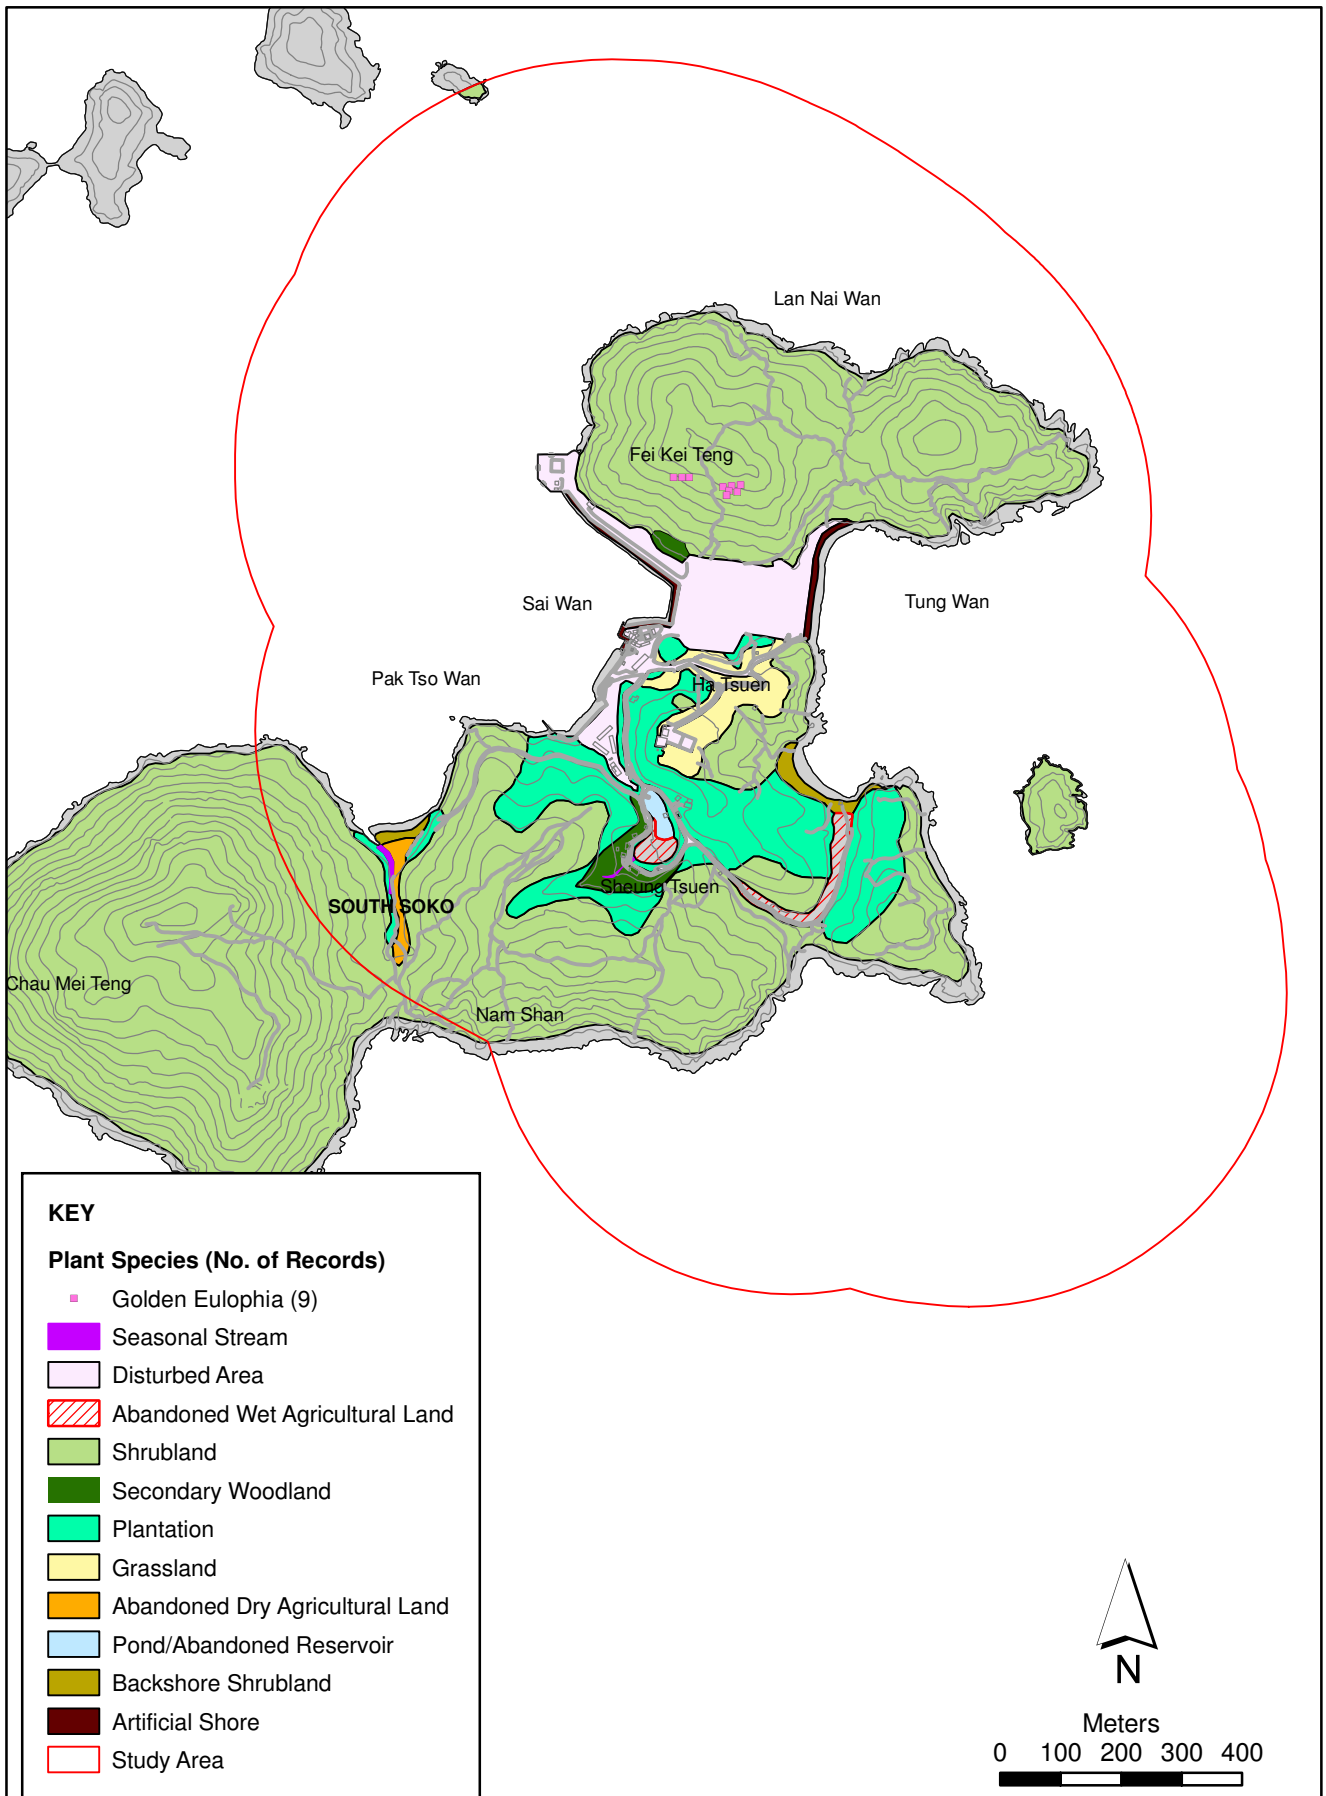 Lan Nai Wan
Fei Kei Teng
Sai Wan
Tung Wan
Pak Tso Wan
Ha Tsuen
Sheung Tsuen
SOUTH SOKO
Chau Mei Teng
Nam Shan
KEY
Plant Species (No. of Records)
Golden Eulophia (9)
Seasonal Stream
Disturbed Area
Abandoned Wet Agricultural Land
Shrubland
Secondary Woodland
Plantation
Grassland
Abandoned Dry Agricultural Land
Pond/Abandoned Reservoir
Backshore Shrubland
Artificial Shore
Study Area
N
Meters
0 100 200 300 400